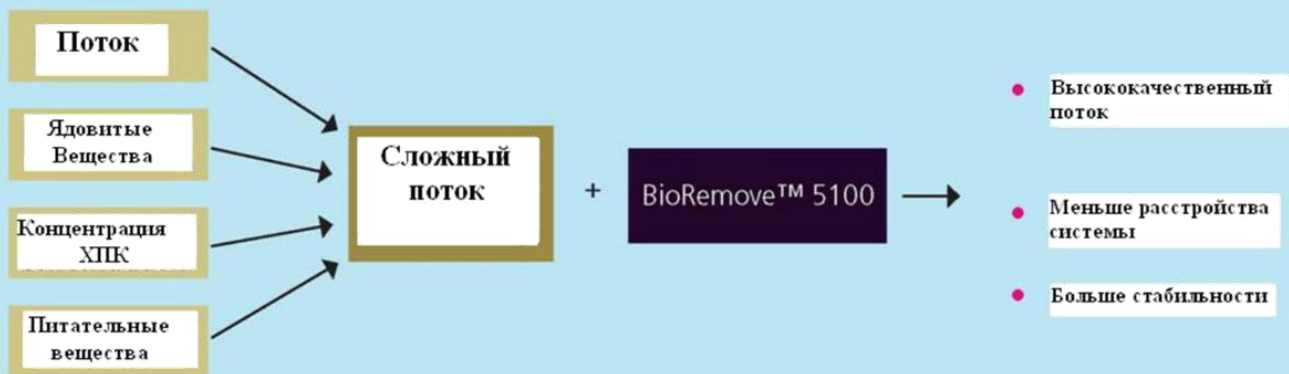 Поток
Ядовитые
Вещества
Концентрация
ХПК
Питательные
вещества
Сложный
поток
+
BioRemove™ 5100
Высококачественный
поток
Меньше расстройства
системы
Больше стабильности